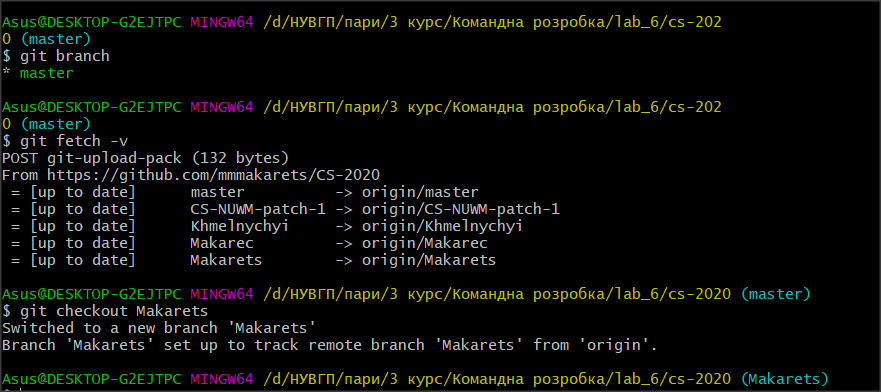 Asus@DESKTOP-G2EJTPC MINGW64 /d/НУВГП/пари/3 курс/Командна розробка/lab_6/cs-202
0 (master)
$ git branch
* master
Asus@DESKTOP-G2EJTPC MINGW64 /d/НУВГП/пари/3 курс/Командна розробка/lab_6/cs-202
0 (master)
$ git fetch -v
POST git-upload-pack (132 bytes)
From https://github.com/mmmakarets/CS-2020
 = [up to date]      master          -> origin/master
 = [up to date]      CS-NUWM-patch-1 -> origin/CS-NUWM-patch-1
 = [up to date]      Khmelnychyi     -> origin/Khmelnychyi
 = [up to date]      Makarec         -> origin/Makarec
 = [up to date]      Makarets        -> origin/Makarets
Asus@DESKTOP-G2EJTPC MINGW64 /d/НУВГП/пари/3 курс/Командна розробка/lab_6/cs-2020 (master)
$ git checkout Makarets
Switched to a new branch 'Makarets'
Branch 'Makarets' set up to track remote branch 'Makarets' from 'origin'.
Asus@DESKTOP-G2EJTPC MINGW64 /d/НУВГП/пари/3 курс/Командна розробка/lab_6/cs-2020 (Makarets)